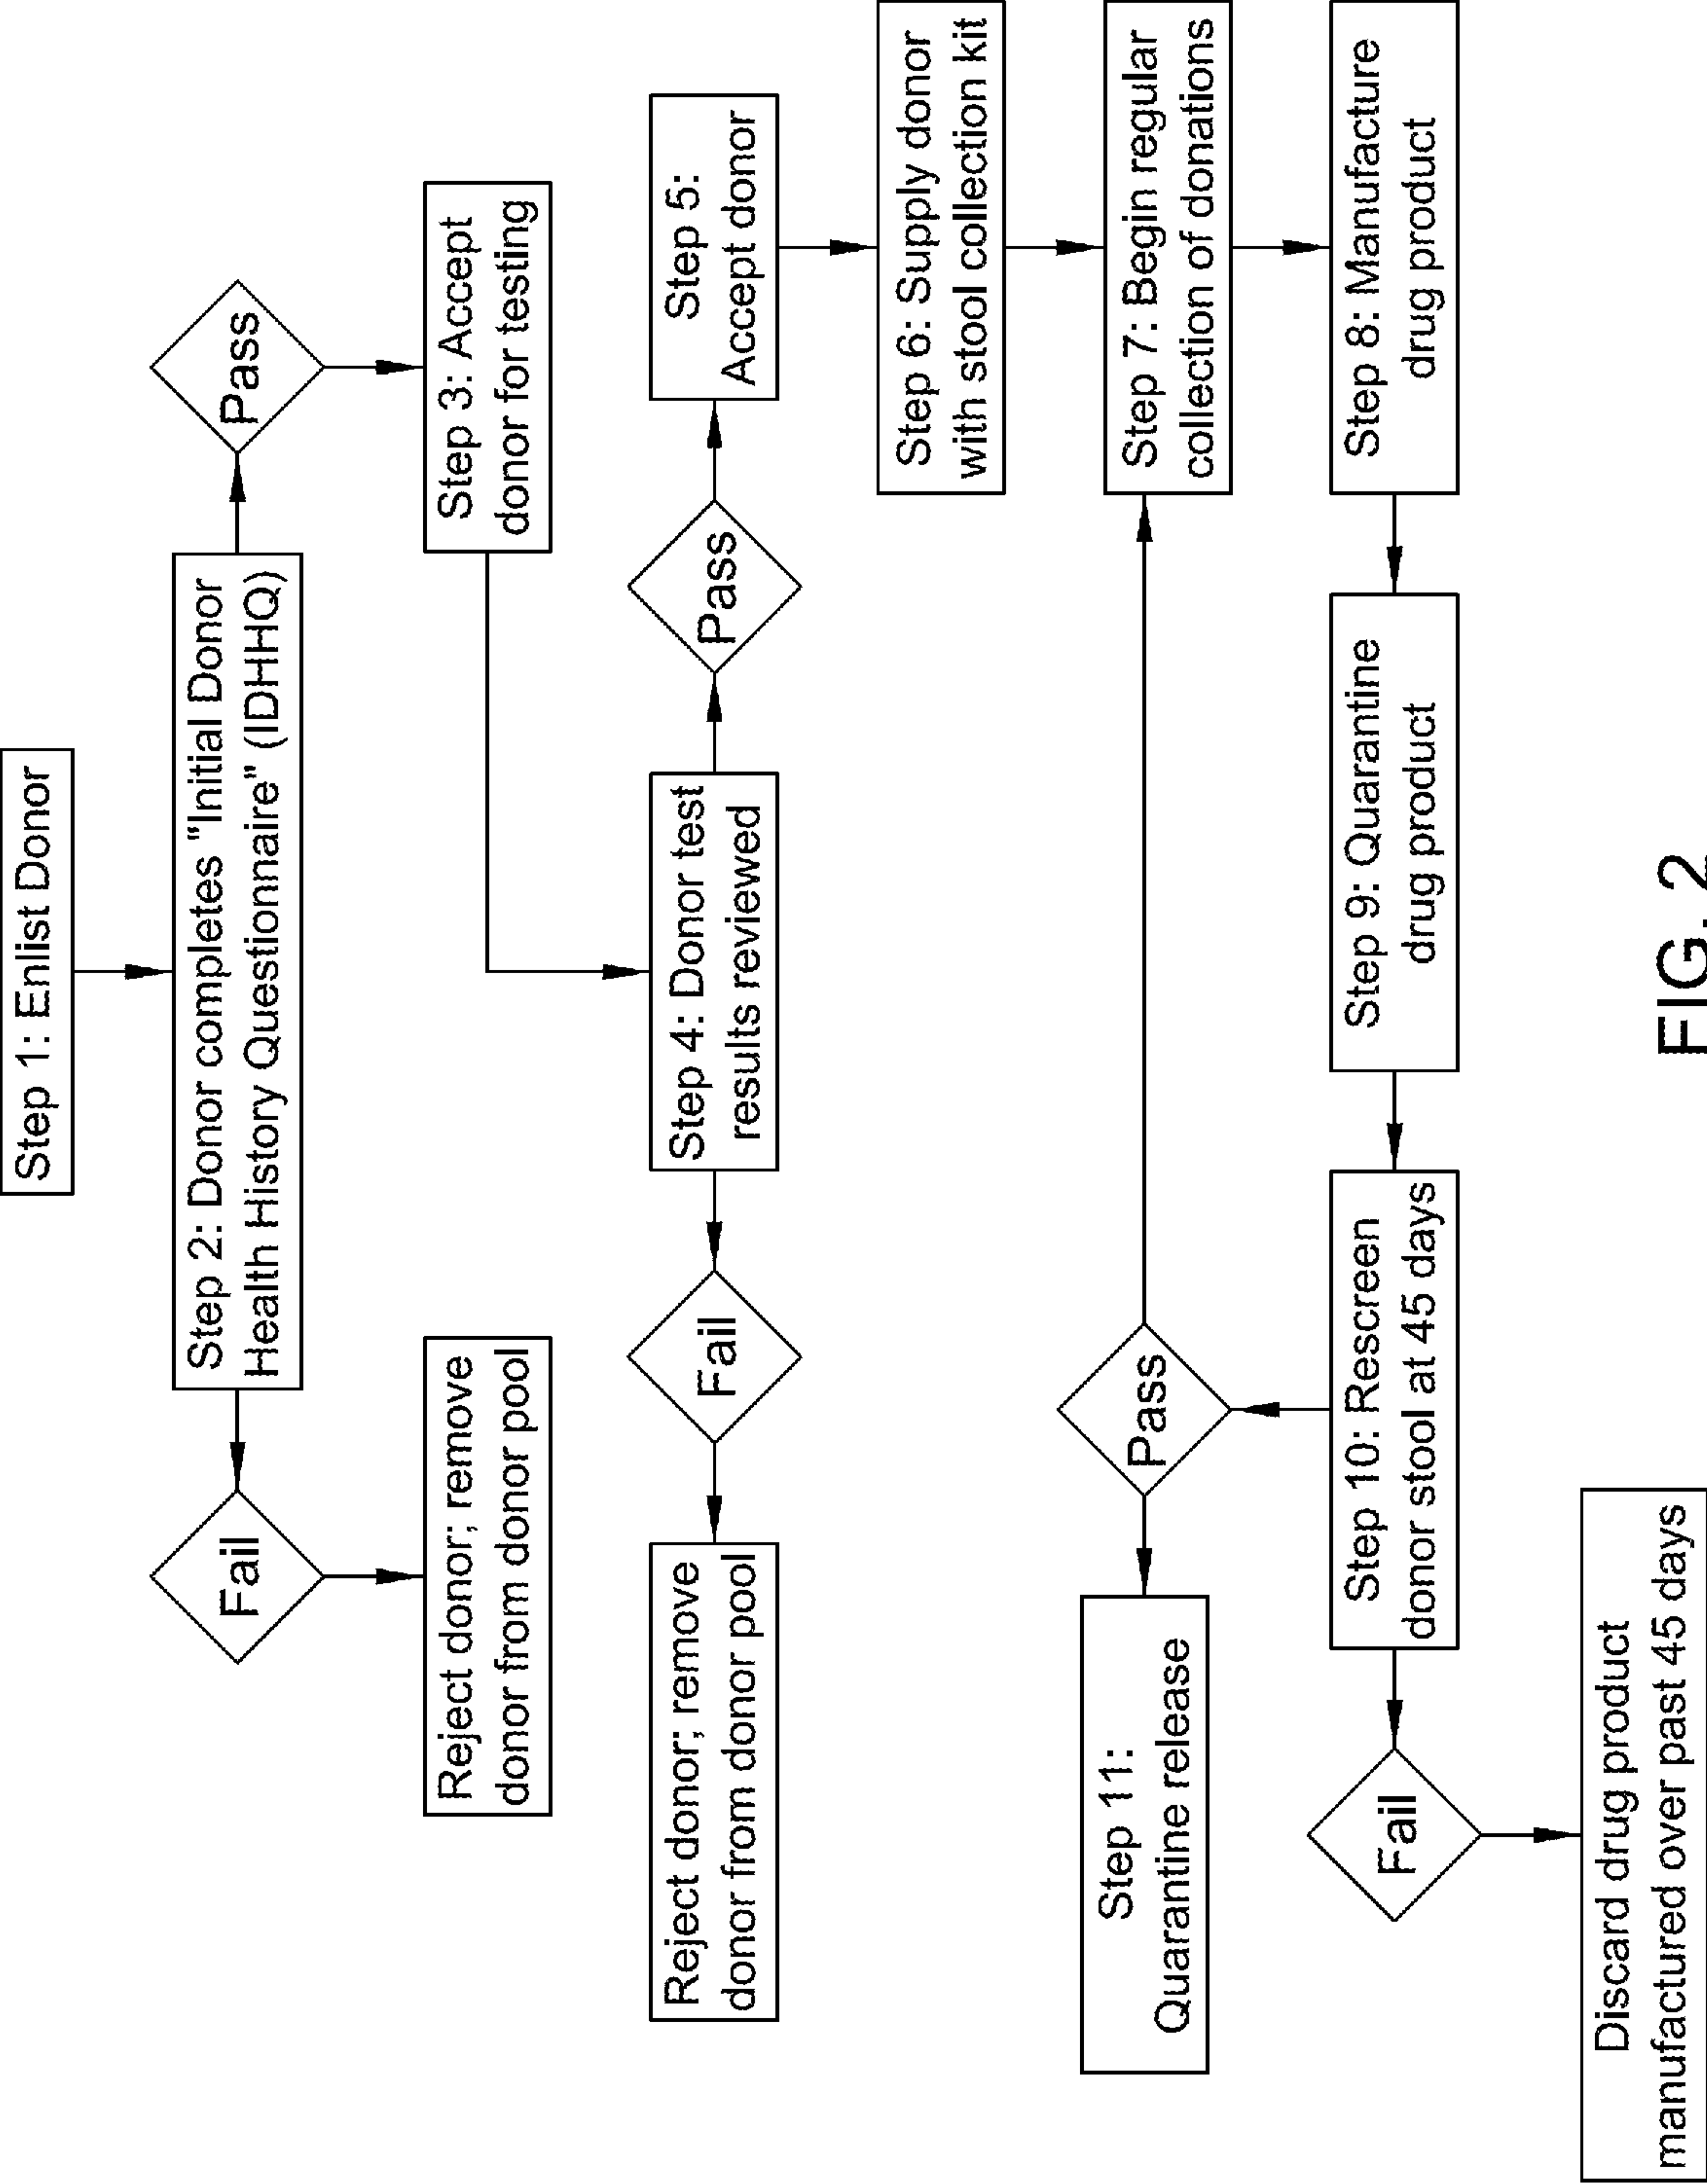 Step 1: Enlist Donor
Step 2: Donor completes "Initial Donor
Health History Questionnaire" (IDHHQ)
Fail
Pass
Reject donor; remove
donor from donor pool
Step 3: Accept
donor for testing
Reject donor; remove
donor from donor pool
Fail
Step 4: Donor test
results reviewed
Pass
Step 5:
Accept donor
Step 6: Supply donor
with stool collection kit
Step 11:
Quarantine release
Pass
Step 7: Begin regular
collection of donations
Fail
Step 10: Rescreen
donor stool at 45 days
Step 9: Quarantine
drug product
Step 8: Manufacture
drug product
Discard drug product
manufactured over past 45 days
FIG. 2